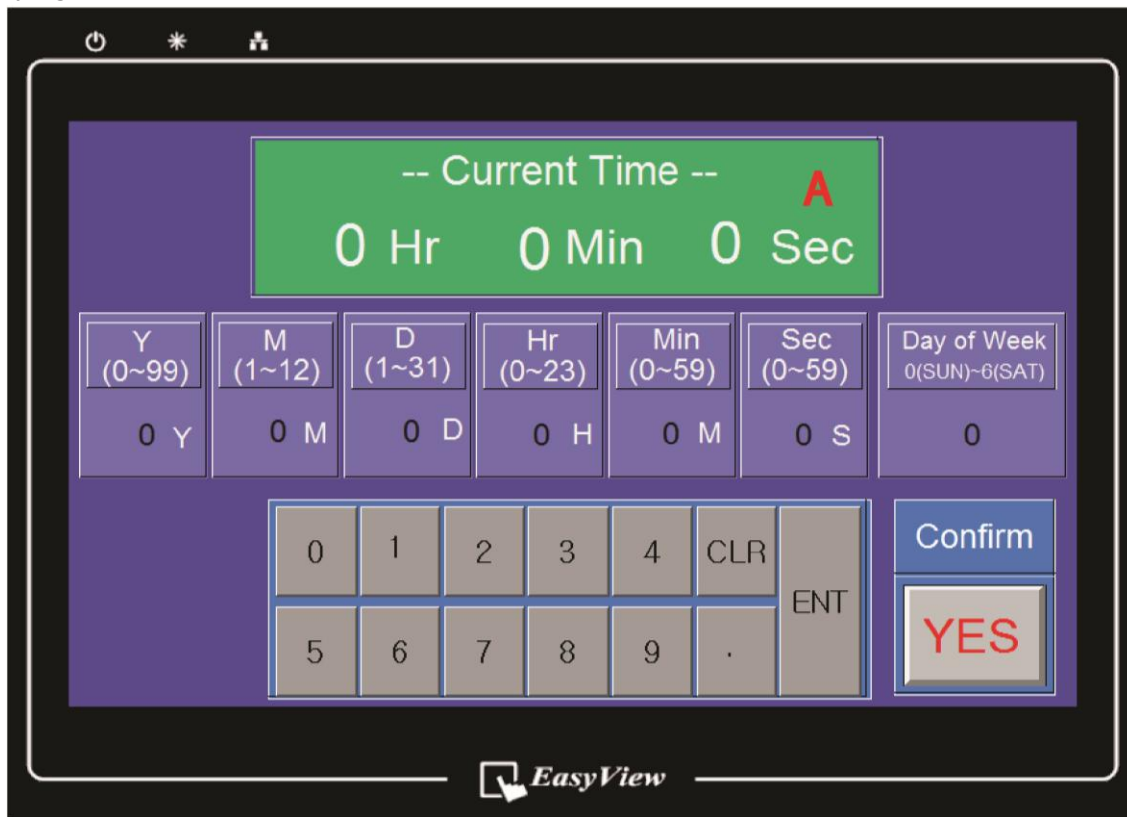 -- Current Time --
A
0 Hr 0 Min 0 Sec
Y M D Hr Min Sec Day of Week
(0~99) (1~12) (1~31) (0~23) (0~59) (0~59) 0(SUN)~6(SAT)
0 Y 0 M 0 D 0 H 0 M 0 S 0
0 1 2 3 4 CLR Confirm
ENT
5 6 7 8 9 . YES
EasyView